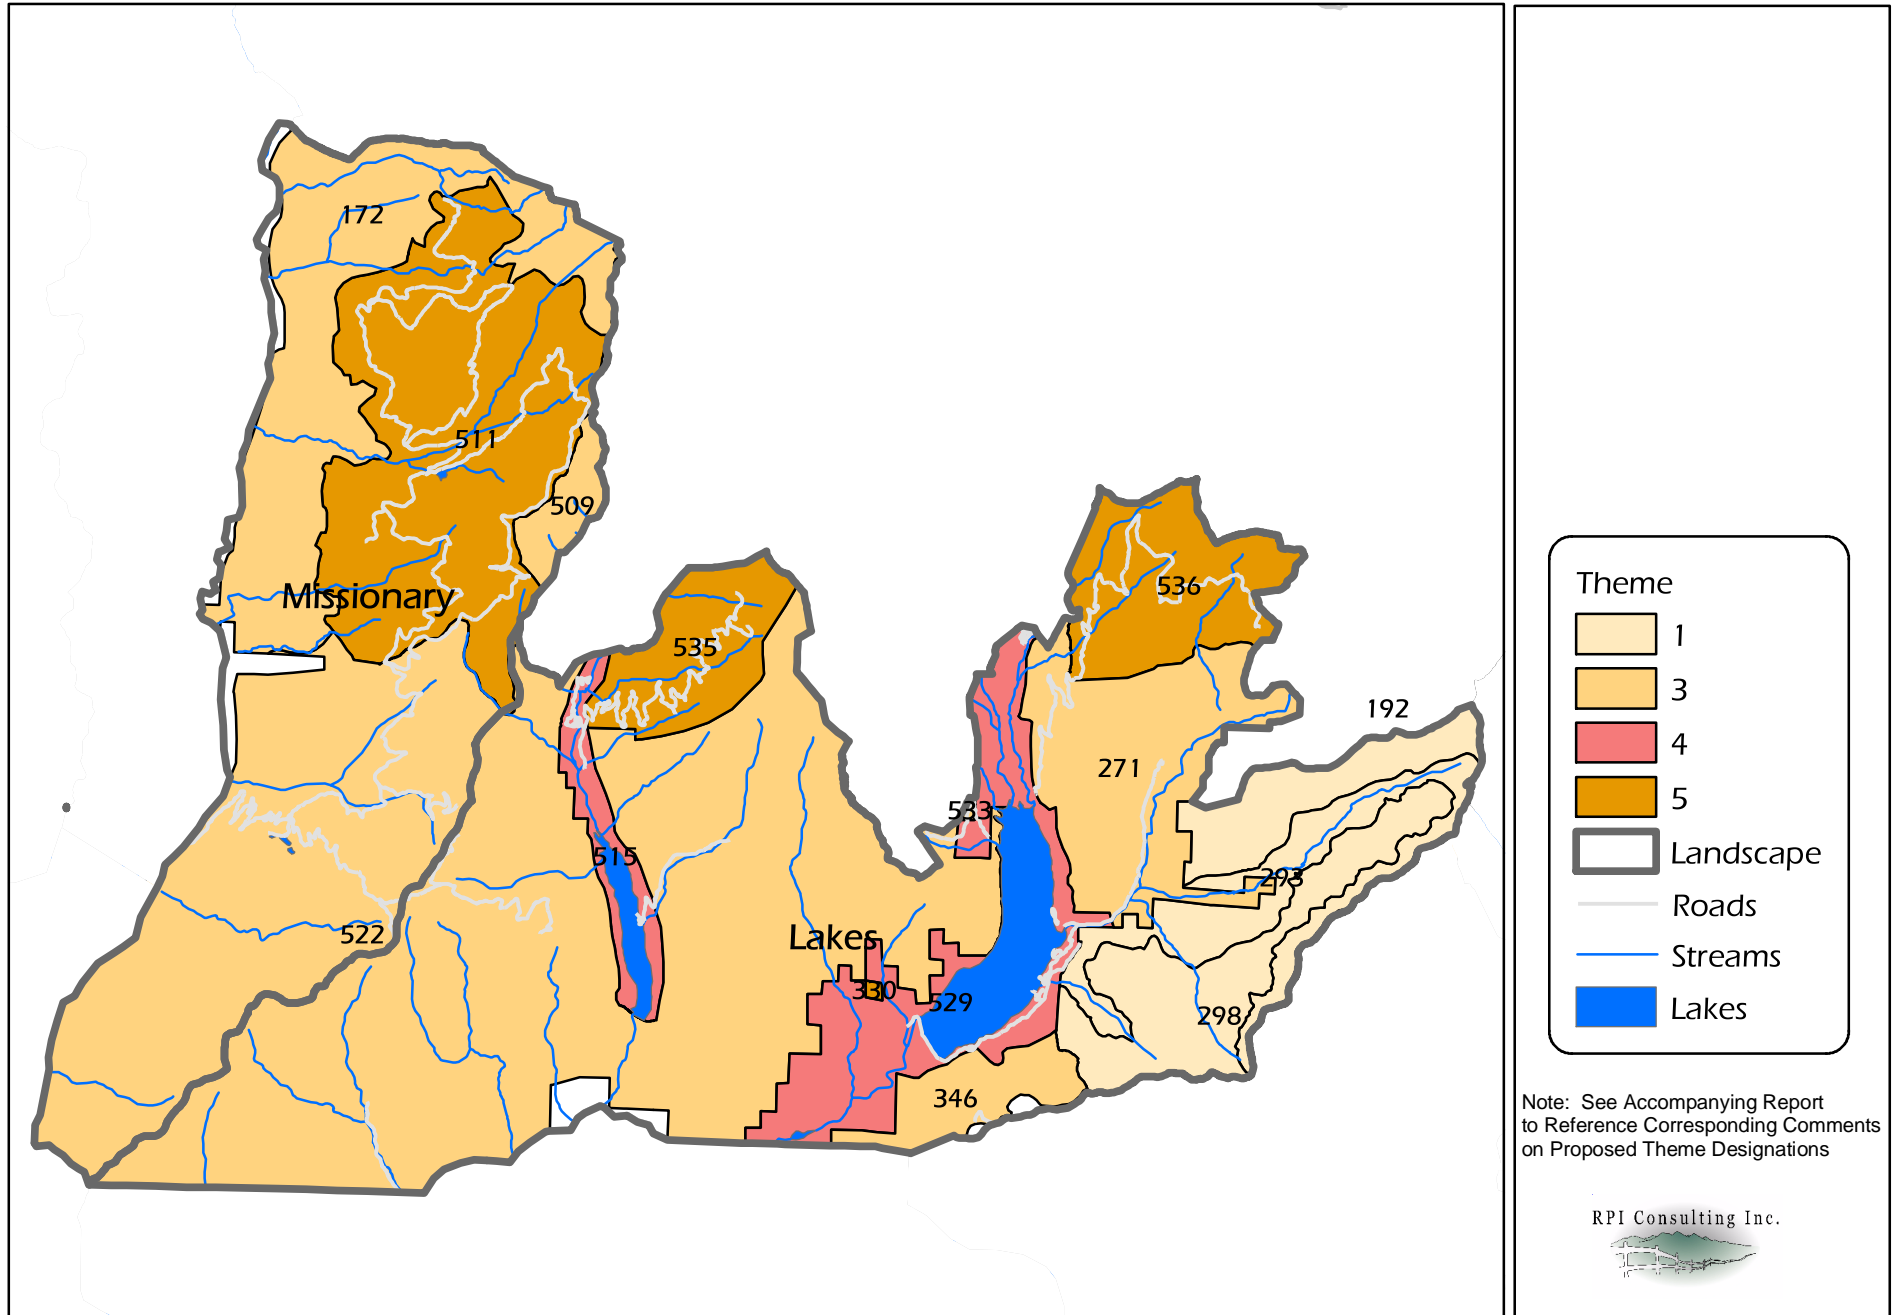 172
511
509
Missionary
536
535
192
271
533
515
293
522
Lakes
330
529
298
346
Theme
1
3
4
5
Landscape
Roads
Streams
Lakes
Note: See Accompanying Report
to Reference Corresponding Comments
on Proposed Theme Designations
RPI Consulting Inc.